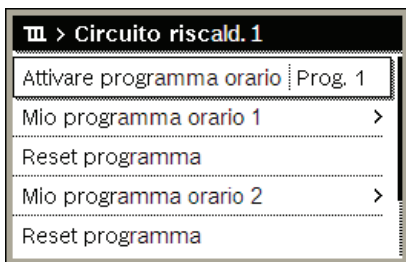 > Circuito riscald. 1
Attivare programma orario Prog. 1
Mio programma orario 1 >
Reset programma
Mio programma orario 2 >
Reset programma